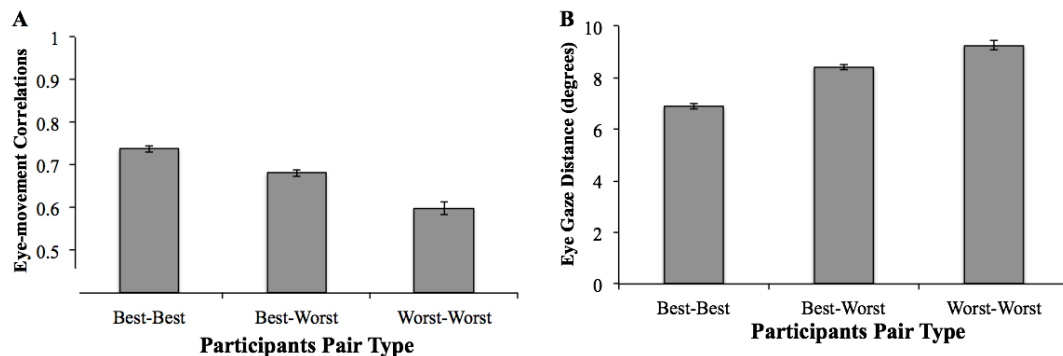 A
Eye-movement Correlations
1
0.9
0.8
0.7
0.6
0.5
Best-Best
Best-Worst
Worst-Worst
Participants Pair Type
B
Eye Gaze Distance (degrees)
10
8
6
4
2
0
Best-Best
Best-Worst
Worst-Worst
Participants Pair Type